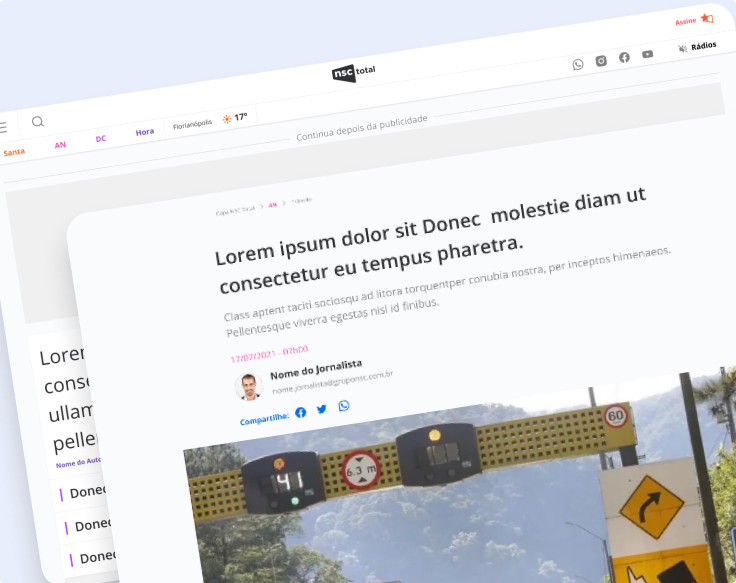 Assine
nsc total
Rádios
Santa
AN
DC
Hora
Florianópolis
17°
Continua depois da publicidade
Capa NSC Total > AN > Trânsito
Lorem ipsum dolor sit Donec molestie diam ut
consectetur eu tempus pharetra.
Class aptent taciti sociosqu ad litora torquentper conubia nostra, per inceptos himenaeos.
Pellentesque viverra egestas nisl id finibus.
17/07/2021 - 07h00
Nome do Jornalista
nome.jornalista@gruponsc.com.br
Compartilhe:
Lorer
conse
ullam
pelle
Nome do Auto
Donec
Donec
Donec
41
6.3 m
60